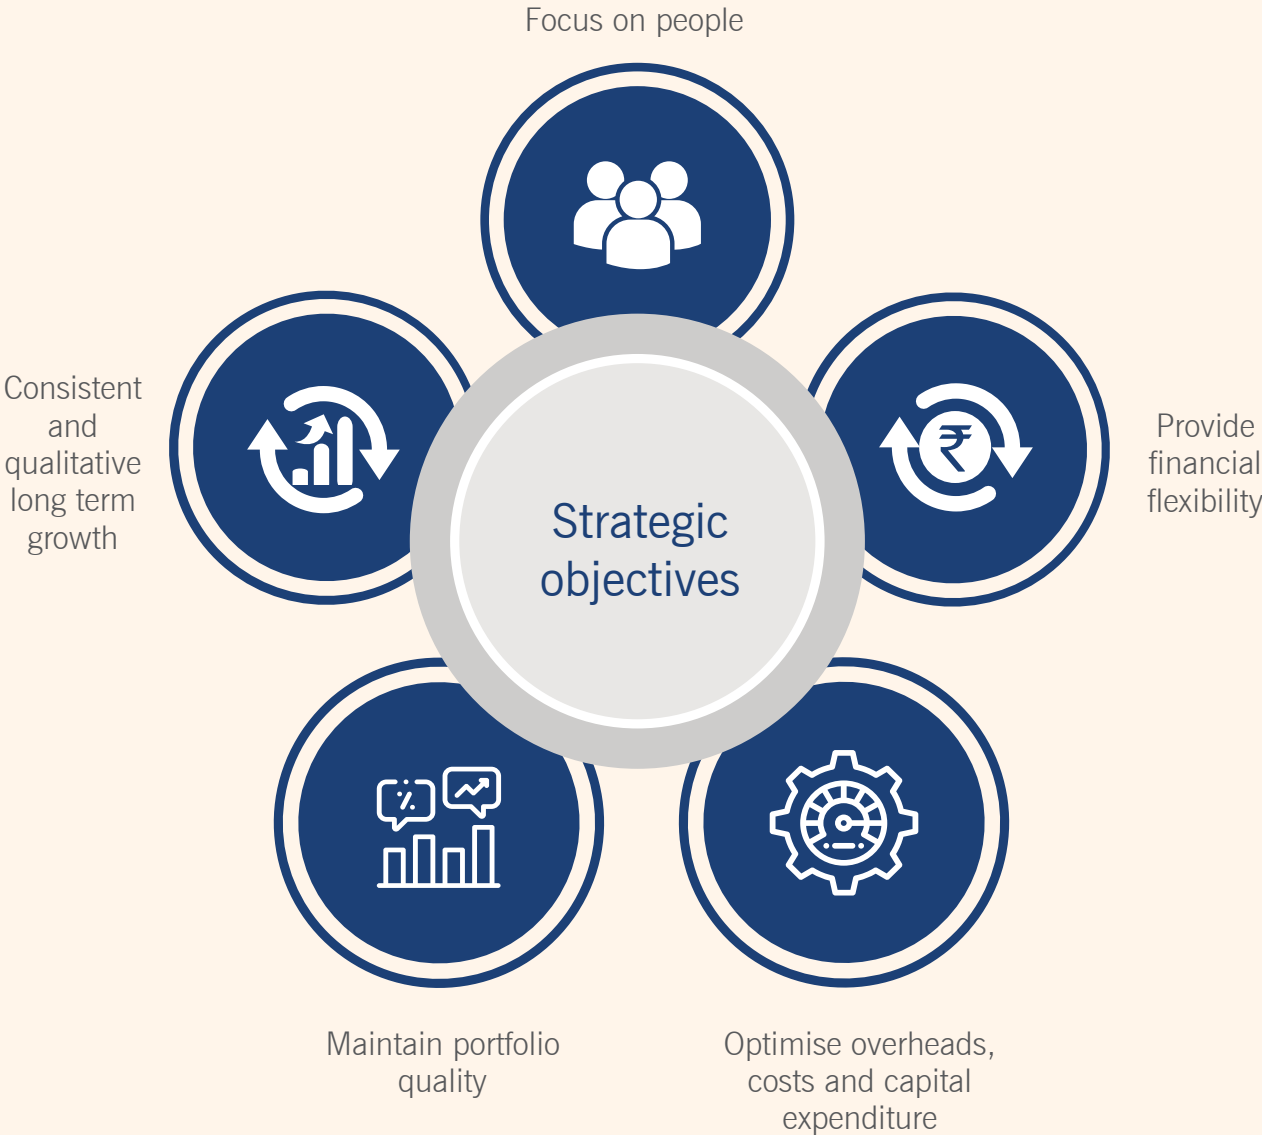 Focus on people
Consistent
and
qualitative
long term
growth
₹
Provide
financial
flexibility
Strategic
objectives
%
Maintain portfolio
quality
Optimise overheads,
costs and capital
expenditure